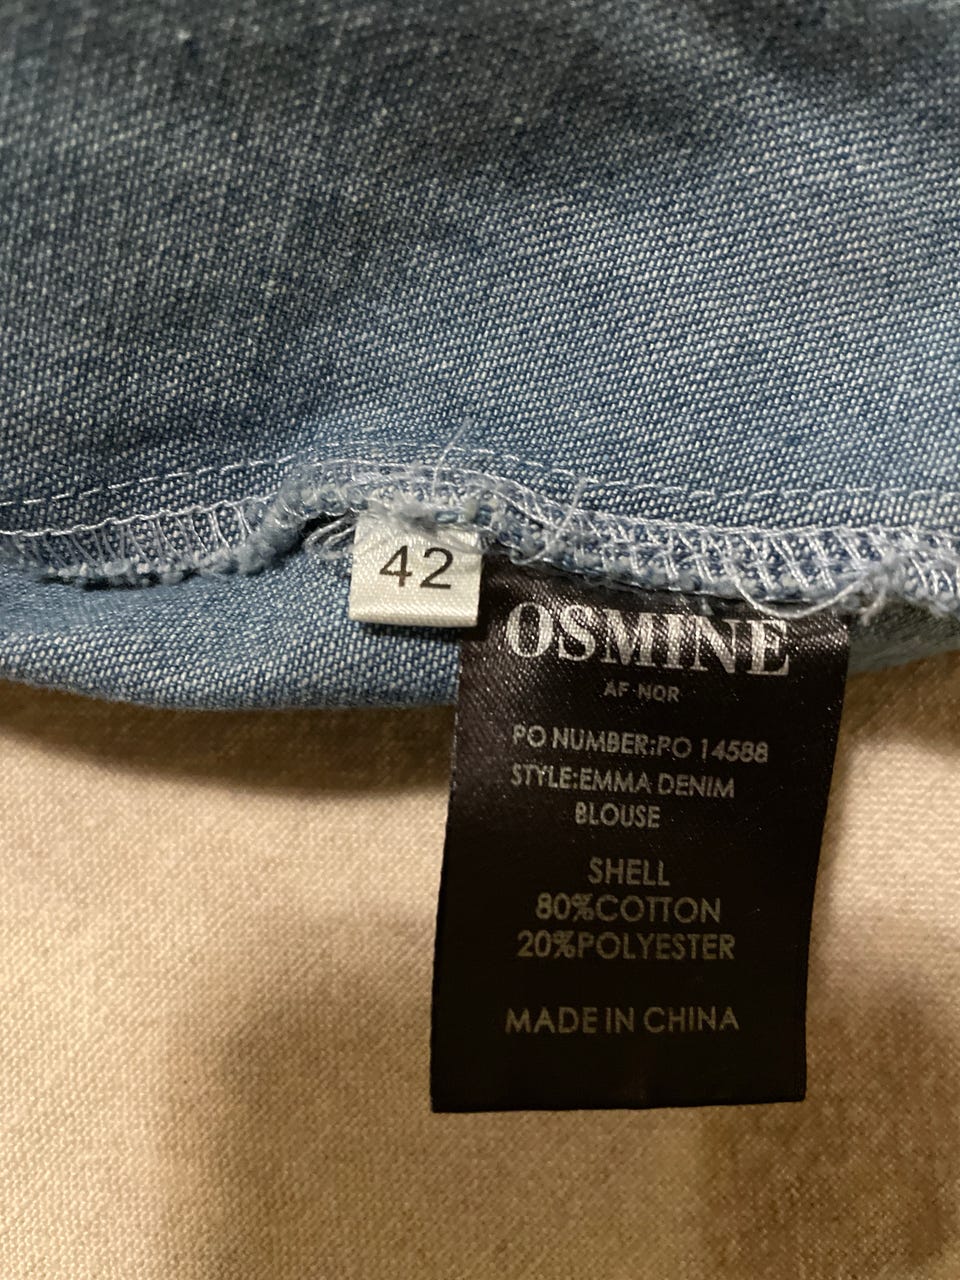 42
OSMINE
AF NOR
PO NUMBER:PO 14588
STYLE:EMMA DENIM
BLOUSE
SHELL
80%COTTON
20%POLYESTER
MADE IN CHINA